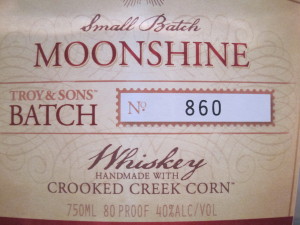 Small Batch
MOONSHINE
TROY & SONS™
BATCH
Nº 860
Whiskey
HANDMADE WITH
CROOKED CREEK CORN™
750ML 80 PROOF 40%ALC/VOL